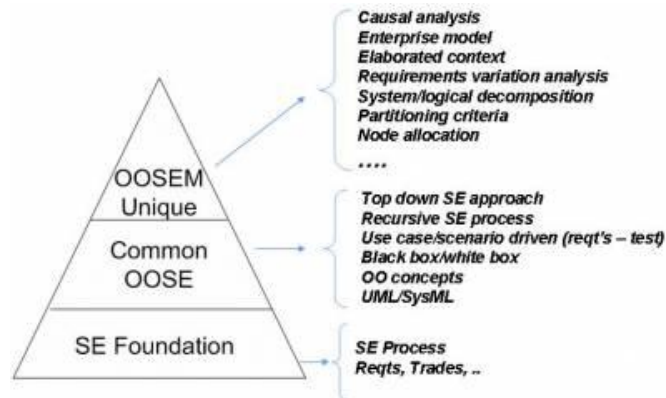 Causal analysis
Enterprise model
Elaborated context
Requirements variation analysis
System/logical decomposition
Partitioning criteria
Node allocation
....
OOSEM
Unique
Top down SE approach
Recursive SE process
Use case/scenario driven (reqt's – test)
Black box/white box
OO concepts
UML/SysML
Common
OOSE
SE Foundation
SE Process
Reqts, Trades, ..